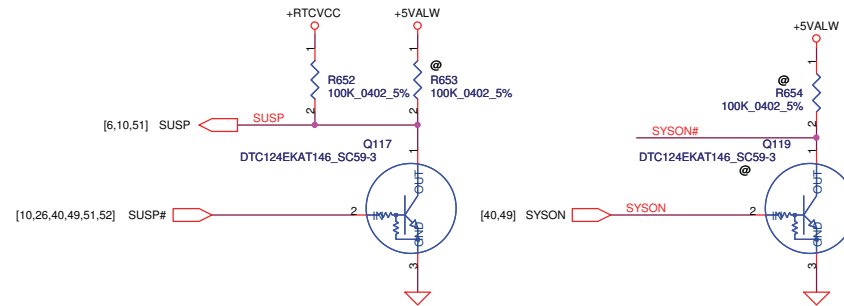 +RTCVCC
+5VALW
1
1
@
R652
100K_0402_5%
R653
100K_0402_5%
2
2
[6,10,51] SUSP
SUSP
Q117
DTC124EKAT146_SC59-3
1
OUT
[10,26,40,49,51,52] SUSP#
2
IN
GND
3
+5VALW
1
@
R654
100K_0402_5%
2
SYSON#
1
Q119
DTC124EKAT146_SC59-3
@
OUT
[40,49] SYSON
SYSON
2
IN
GND
3